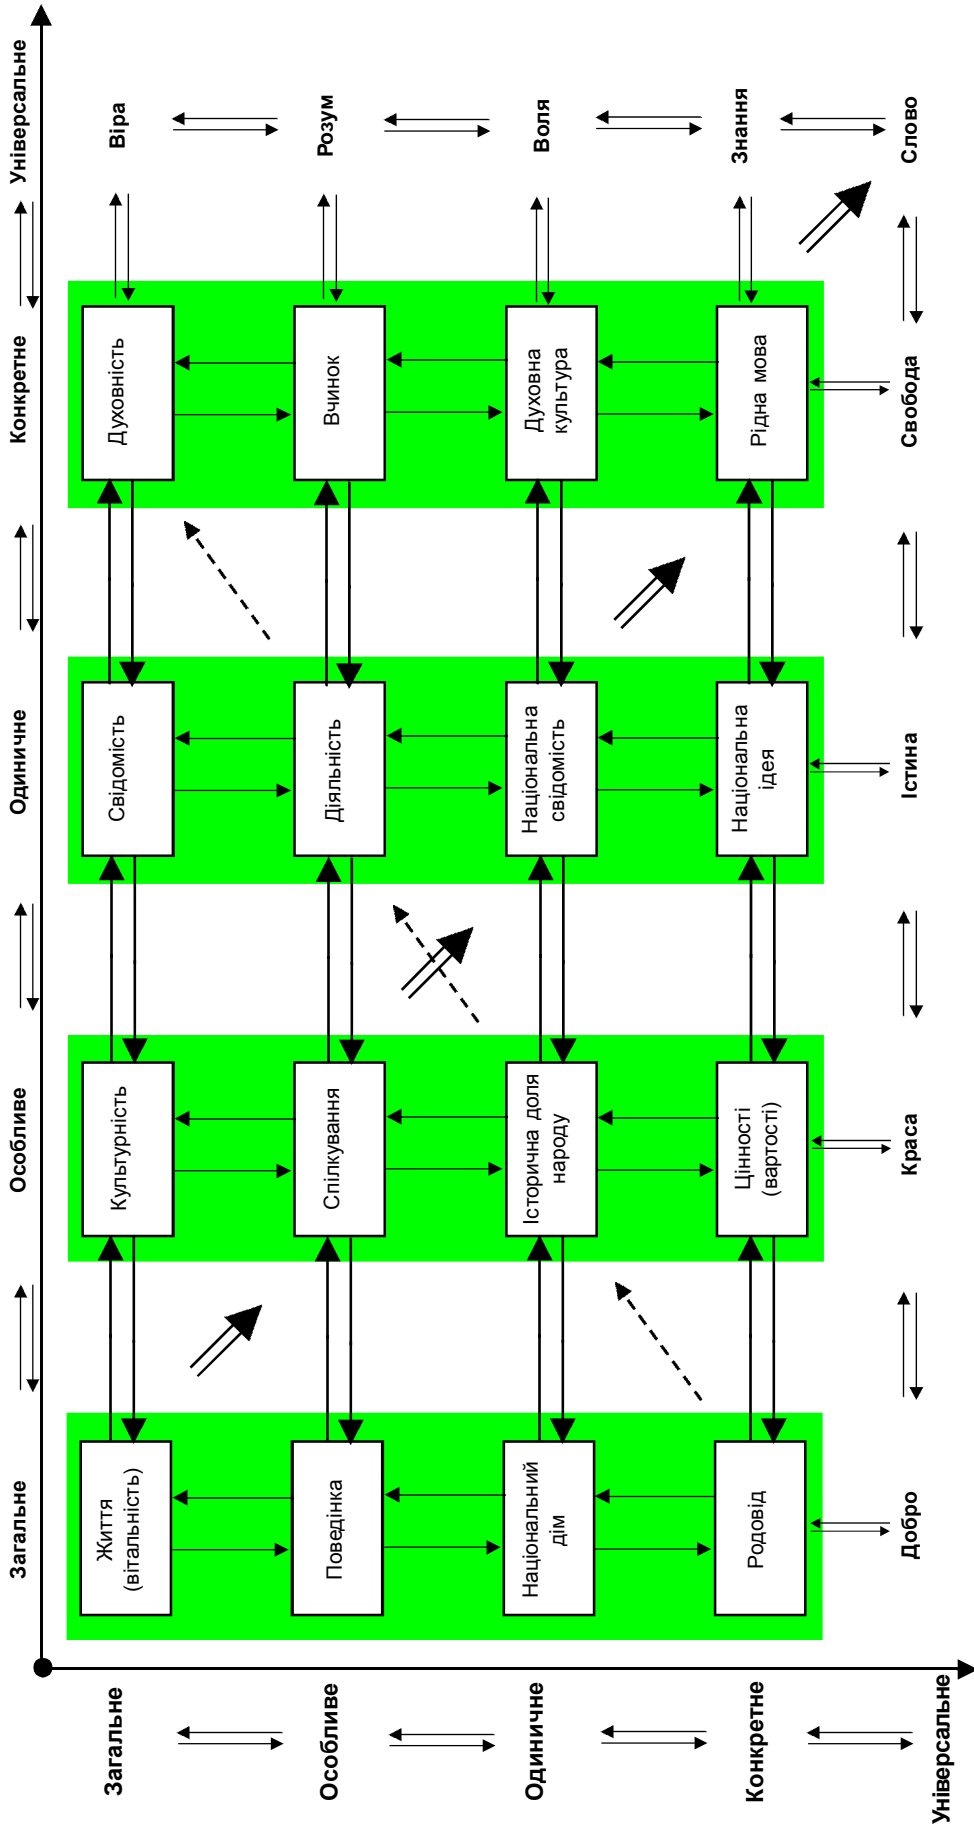 Загальне
Особливе
Одиничне
Конкретне
Універсальне
Загальне
Життя
(вітальність)
Культурність
Свідомість
Духовність
Віра
Особливе
Поведінка
Спілкування
Діяльність
Вчинок
Розум
Одиничне
Національний
дім
Історична доля
народу
Національна
свідомість
Духовна
культура
Воля
Конкретне
Родовід
Цінності
(вартості)
Національна
ідея
Рідна мова
Знання
Універсальне
Добро
Краса
Істина
Свобода
Слово